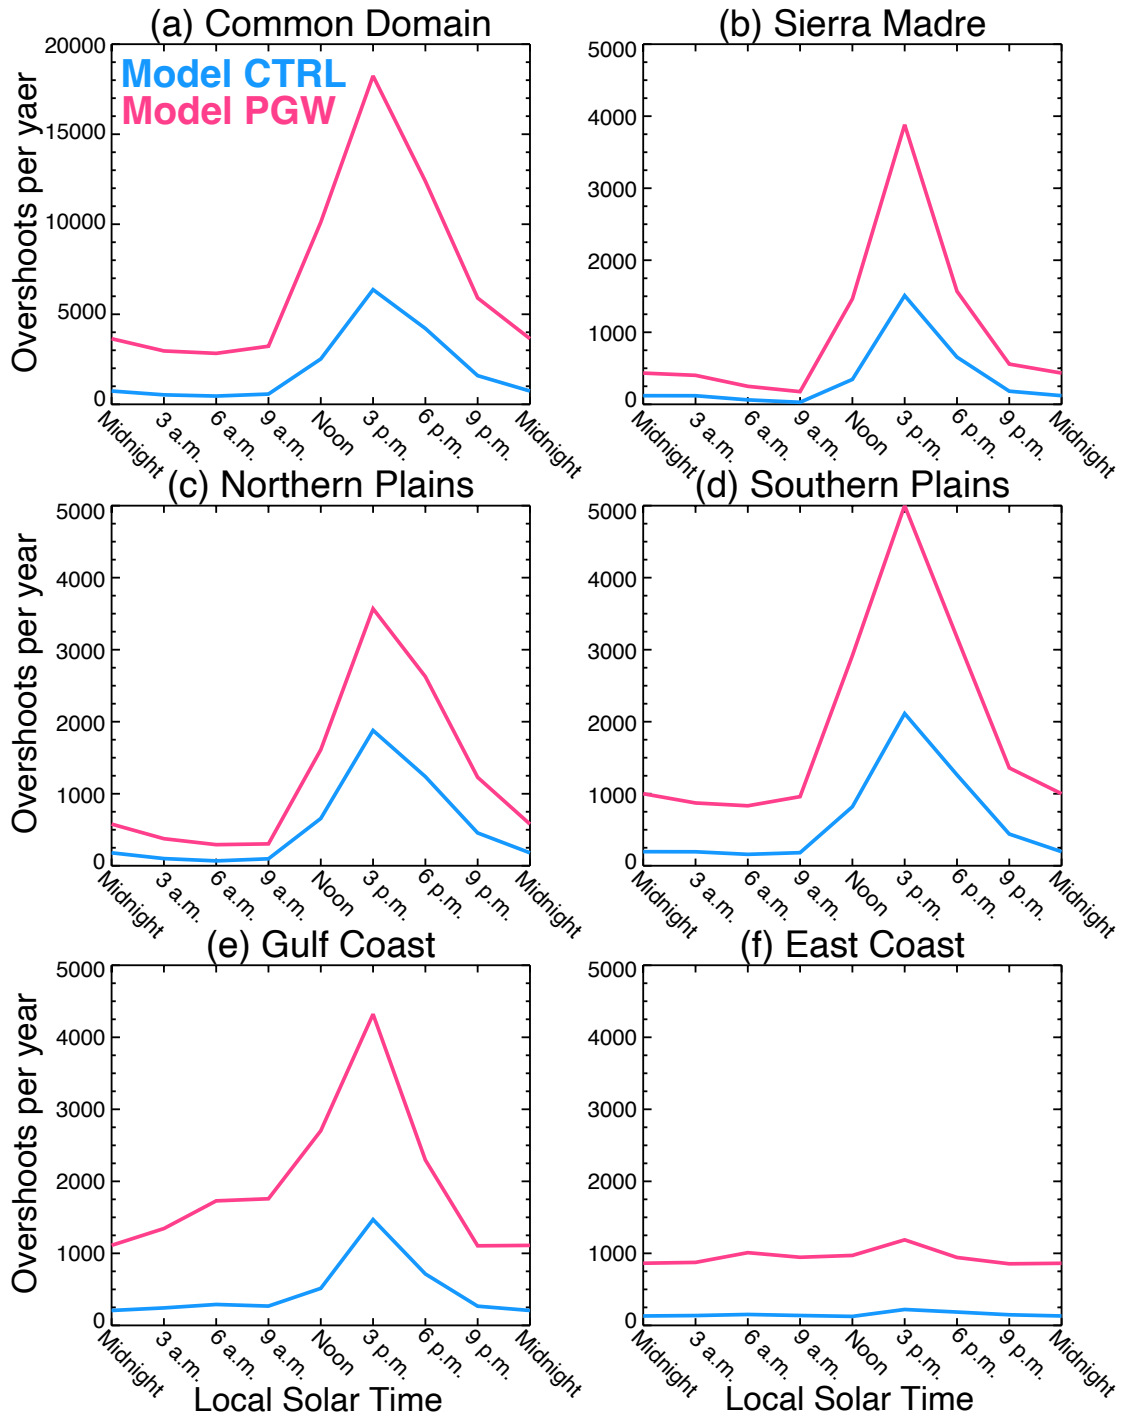 (a) Common Domain
(b) Sierra Madre
Overshoots per yaer
20000
15000
10000
5000
0
Model CTRL
Model PGW
5000
4000
3000
2000
1000
0
Midnight 3 a.m. 6 a.m. 9 a.m. Noon 3 p.m. 6 p.m. 9 p.m. Midnight
Midnight 3 a.m. 6 a.m. 9 a.m. Noon 3 p.m. 6 p.m. 9 p.m. Midnight
(c) Northern Plains
(d) Southern Plains
Overshoots per year
5000
4000
3000
2000
1000
0
5000
4000
3000
2000
1000
0
Midnight 3 a.m. 6 a.m. 9 a.m. Noon 3 p.m. 6 p.m. 9 p.m. Midnight
Midnight 3 a.m. 6 a.m. 9 a.m. Noon 3 p.m. 6 p.m. 9 p.m. Midnight
(e) Gulf Coast
(f) East Coast
Overshoots per year
5000
4000
3000
2000
1000
0
5000
4000
3000
2000
1000
0
Midnight 3 a.m. 6 a.m. 9 a.m. Noon 3 p.m. 6 p.m. 9 p.m. Midnight
Midnight 3 a.m. 6 a.m. 9 a.m. Noon 3 p.m. 6 p.m. 9 p.m. Midnight
Local Solar Time
Local Solar Time